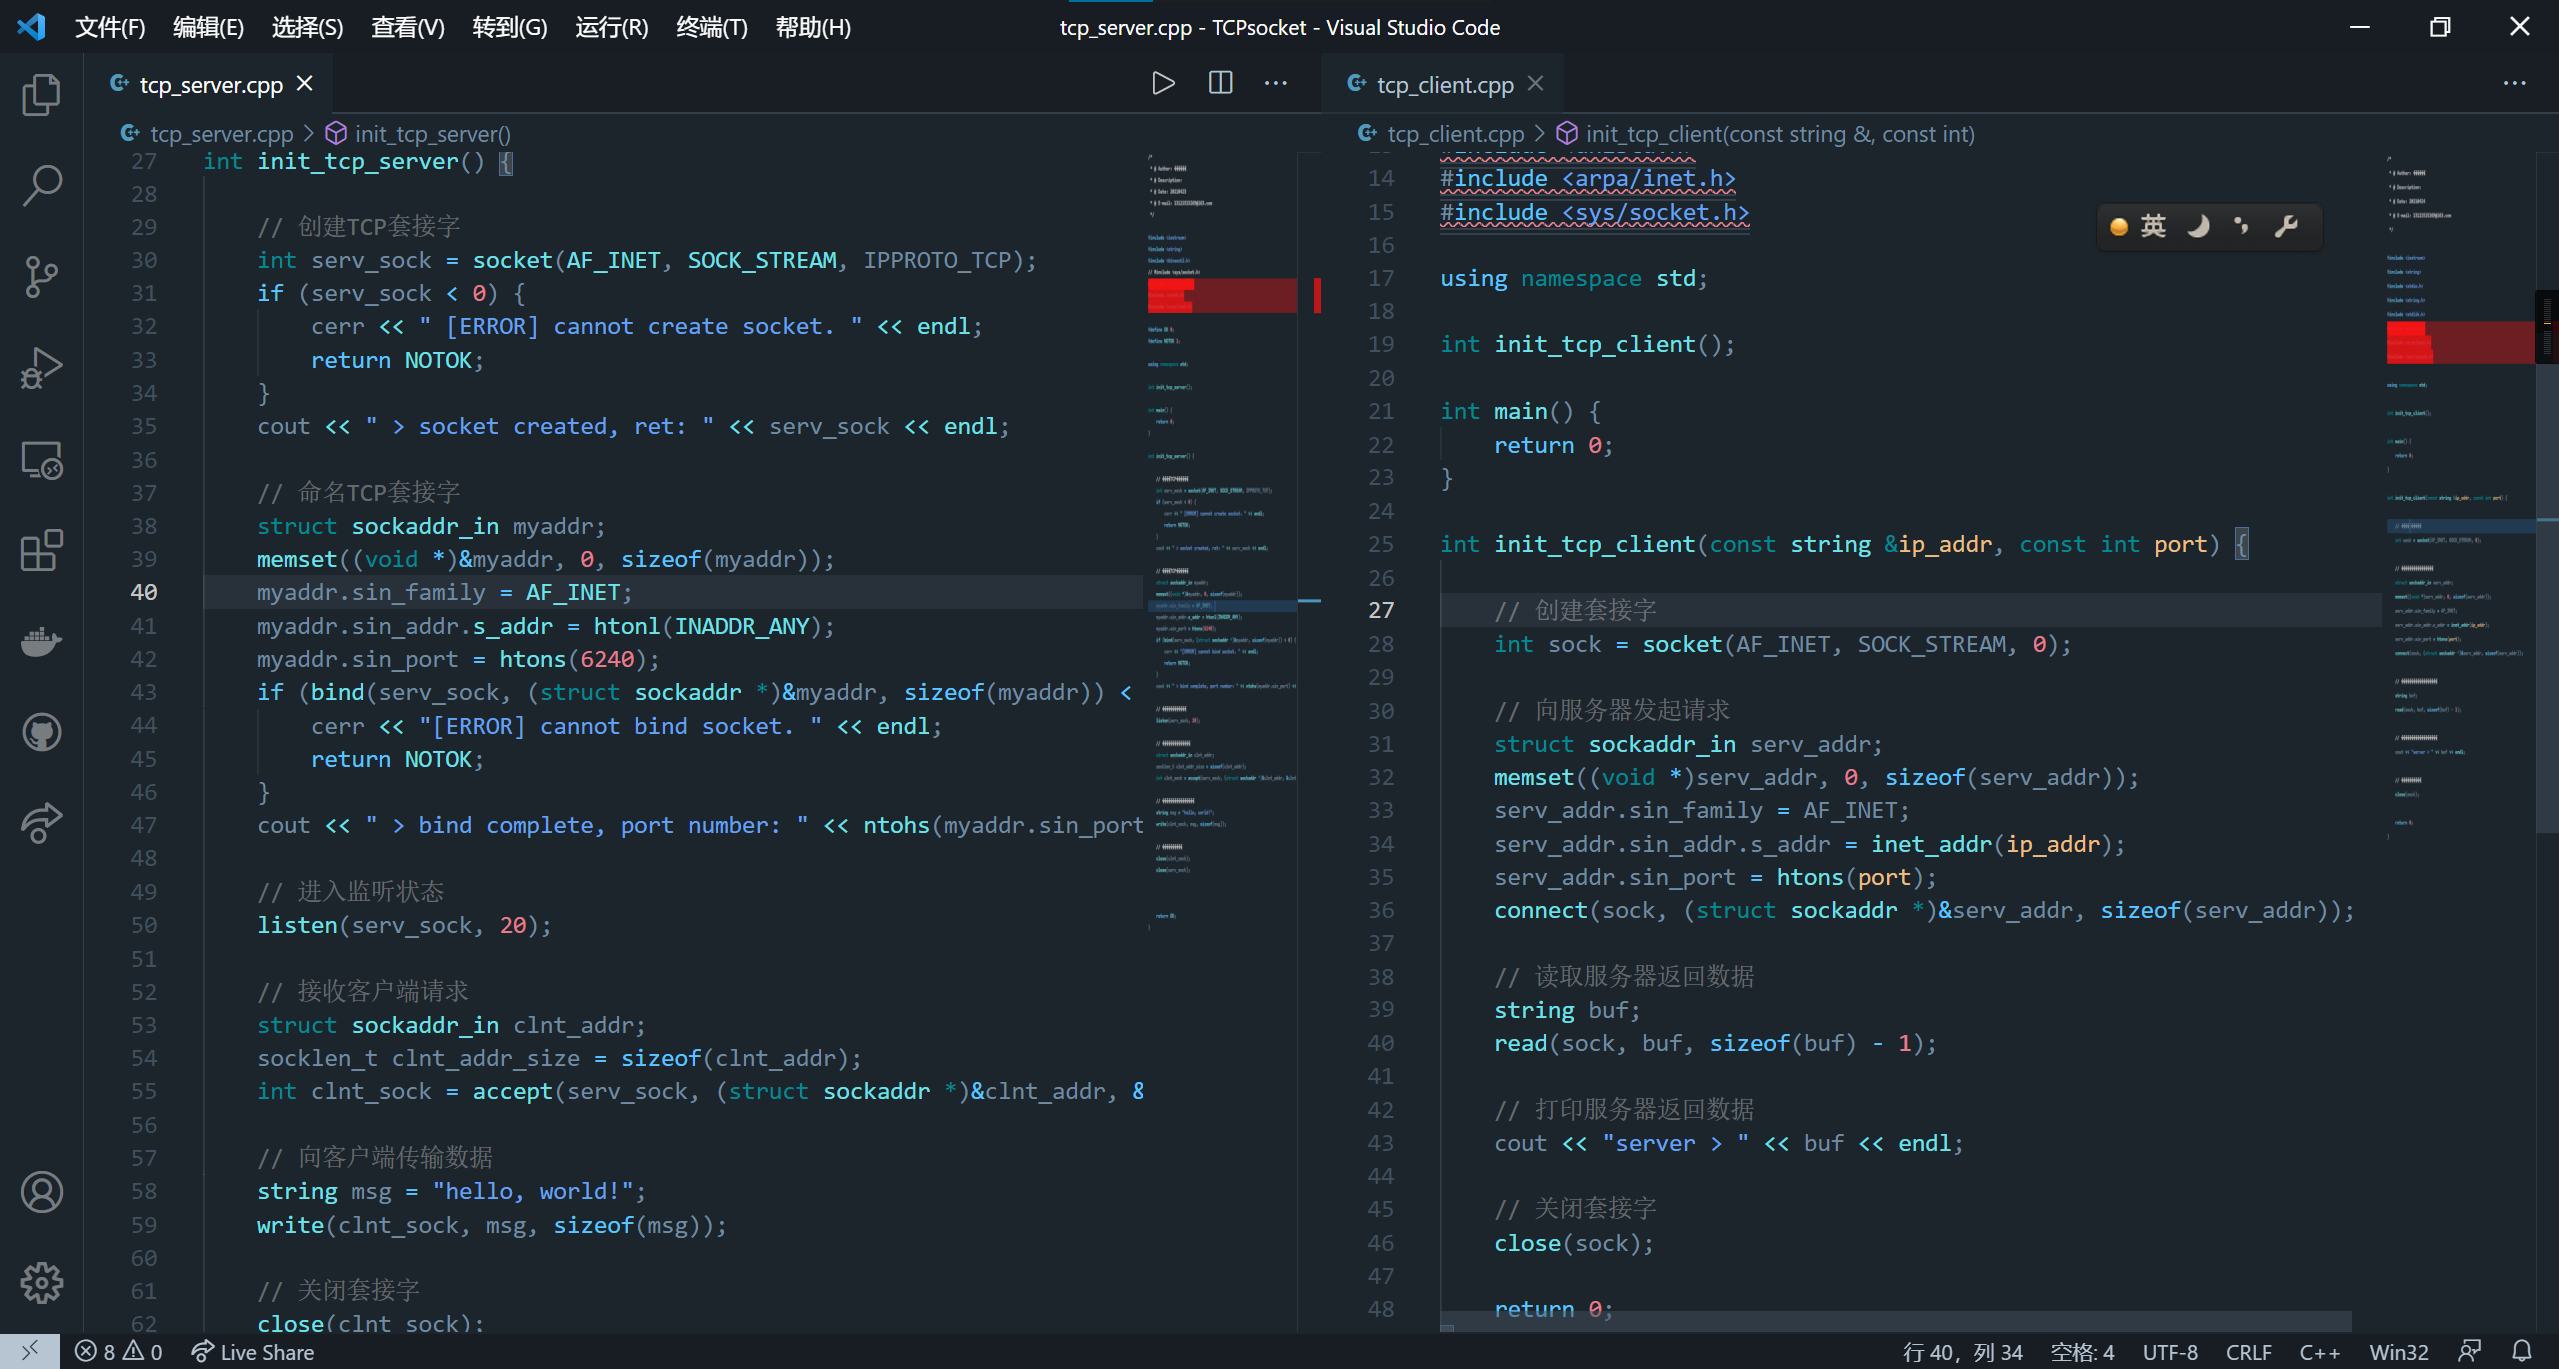 文件(F) 编辑(E) 选择(S) 查看(V) 转到(G) 运行(R) 终端(T) 帮助(H)
tcp_server.cpp - TCPsocket - Visual Studio Code
tcp_server.cpp
tcp_server.cpp > init_tcp_server()
27 int init_tcp_server() {
28
29 // 创建TCP套接字
30 int serv_sock = socket(AF_INET, SOCK_STREAM, IPPROTO_TCP);
31 if (serv_sock < 0) {
32 cerr << " [ERROR] cannot create socket. " << endl;
33 return NOTOK;
34 }
35 cout << " > socket created, ret: " << serv_sock << endl;
36
37 // 命名TCP套接字
38 struct sockaddr_in myaddr;
39 memset((void *)&myaddr, 0, sizeof(myaddr));
40 myaddr.sin_family = AF_INET;
41 myaddr.sin_addr.s_addr = htonl(INADDR_ANY);
42 myaddr.sin_port = htons(6240);
43 if (bind(serv_sock, (struct sockaddr *)&myaddr, sizeof(myaddr)) <
44 cerr << "[ERROR] cannot bind socket. " << endl;
45 return NOTOK;
46 }
47 cout << " > bind complete, port number: " << ntohs(myaddr.sin_port
48
49 // 进入监听状态
50 listen(serv_sock, 20);
51
52 // 接收客户端请求
53 struct sockaddr_in clnt_addr;
54 socklen_t clnt_addr_size = sizeof(clnt_addr);
55 int clnt_sock = accept(serv_sock, (struct sockaddr *)&clnt_addr, &
56
57 // 向客户端传输数据
58 string msg = "hello, world!";
59 write(clnt_sock, msg, sizeof(msg));
60
61 // 关闭套接字
62 close(clnt_sock);
tcp_client.cpp
tcp_client.cpp > init_tcp_client(const string &, const int)
14 #include <arpa/inet.h>
15 #include <sys/socket.h>
16
17 using namespace std;
18
19 int init_tcp_client();
20
21 int main() {
22 return 0;
23 }
24
25 int init_tcp_client(const string &ip_addr, const int port) {
26
27 // 创建套接字
28 int sock = socket(AF_INET, SOCK_STREAM, 0);
29
30 // 向服务器发起请求
31 struct sockaddr_in serv_addr;
32 memset((void *)serv_addr, 0, sizeof(serv_addr));
33 serv_addr.sin_family = AF_INET;
34 serv_addr.sin_addr.s_addr = inet_addr(ip_addr);
35 serv_addr.sin_port = htons(port);
36 connect(sock, (struct sockaddr *)&serv_addr, sizeof(serv_addr));
37
38 // 读取服务器返回数据
39 string buf;
40 read(sock, buf, sizeof(buf) - 1);
41
42 // 打印服务器返回数据
43 cout << "server > " << buf << endl;
44
45 // 关闭套接字
46 close(sock);
47
48 return 0;
英
8 0 Live Share
行 40，列 34 空格: 4 UTF-8 CRLF C++ Win32